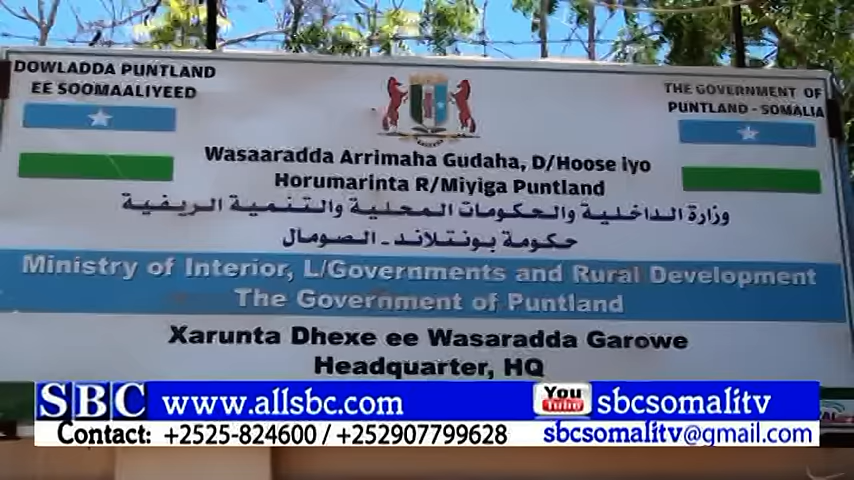 DOWLADDA PUNTLAND
EE SOOMAALIYEED
THE GOVERNMENT OF
PUNTLAND - SOMALIA
Wasaaradda Arrimaha Gudaha, D/Hoose iyo
Horumarinta R/Miyiga Puntland
وزارة الداخلية والحكومات المحلية والتنمية الريفية
حكومة بونتلاند - الصومال
Ministry of Interior, L/Governments and Rural Development
The Government of Puntland
Xarunta Dhexe ee Wasaradda Garowe
Headquarter, HQ
SBC www.allsbc.com You Tube sbcsomalitv
Contact: +2525-824600 / +252907799628 sbcsomalitv@gmail.com